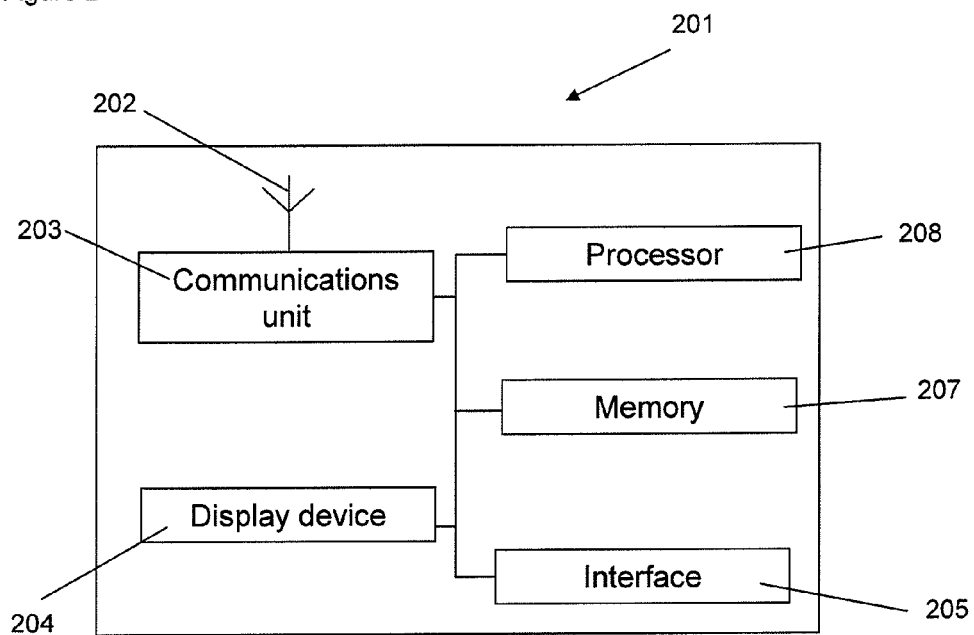 201
202
203
Communications
unit
Processor
208
Memory
207
Display device
204
Interface
205